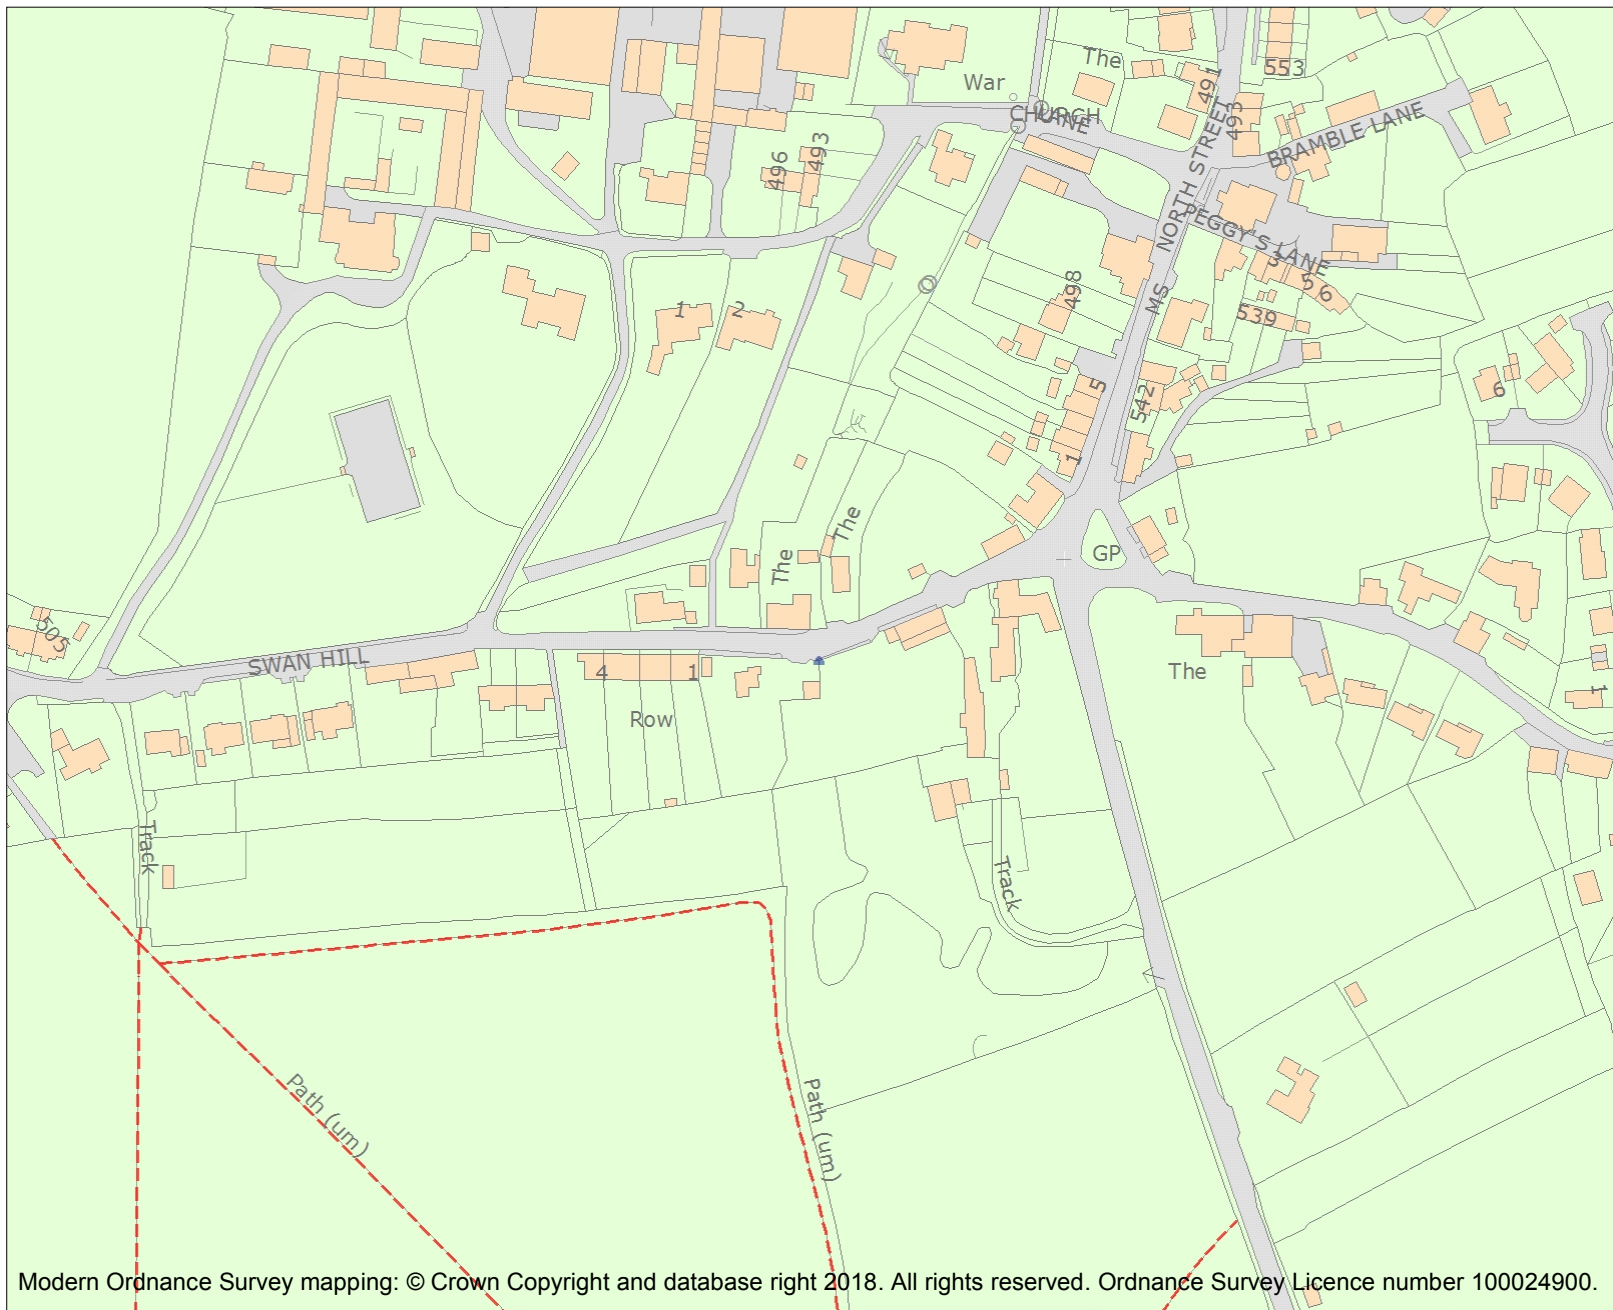 The
553
War
491
CHURCH
LANE
493
BRAMBLE LANE
493
496
NORTH STREET
PEGGY'S LANE
3
5 6
498
MS
539
1
2
5
542
6
1
The
The
GP
505
SWAN HILL
4
1
The
1
Row
Track
Track
Path (um)
Path (um)
Modern Ordnance Survey mapping: © Crown Copyright and database right 2018. All rights reserved. Ordnance Survey Licence number 100024900.